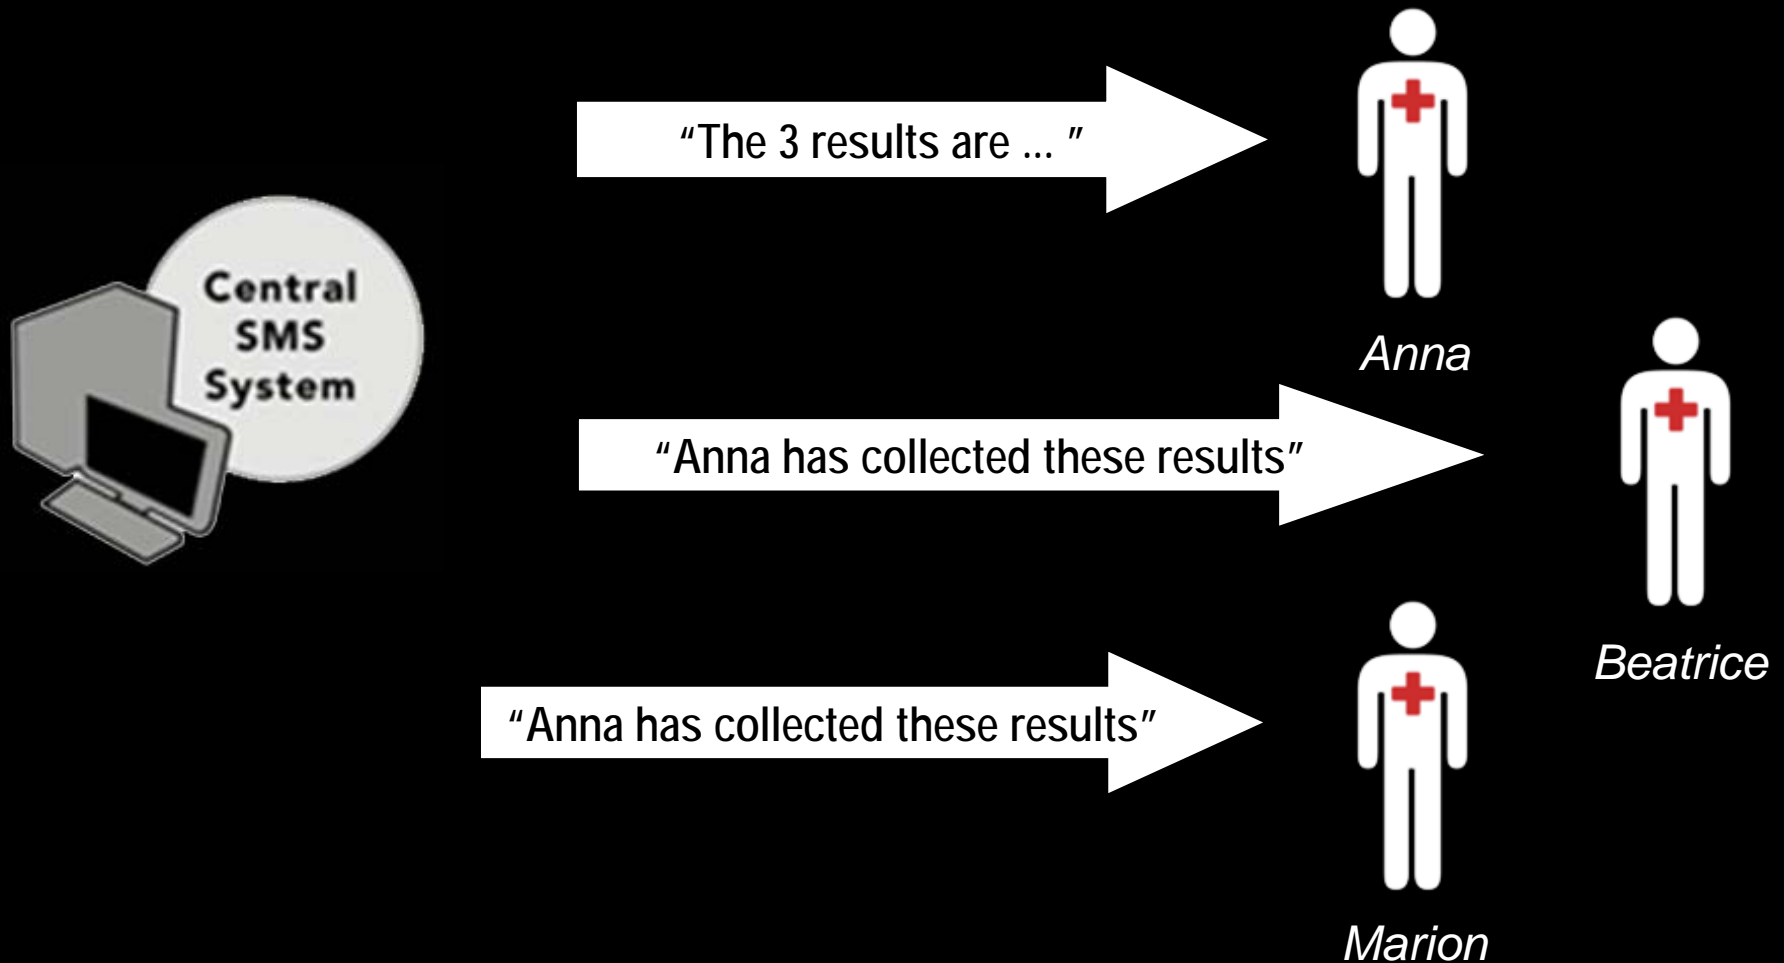 “The 3 results are ... ”
Central
SMS
System
Anna
“Anna has collected these results”
Beatrice
“Anna has collected these results”
Marion